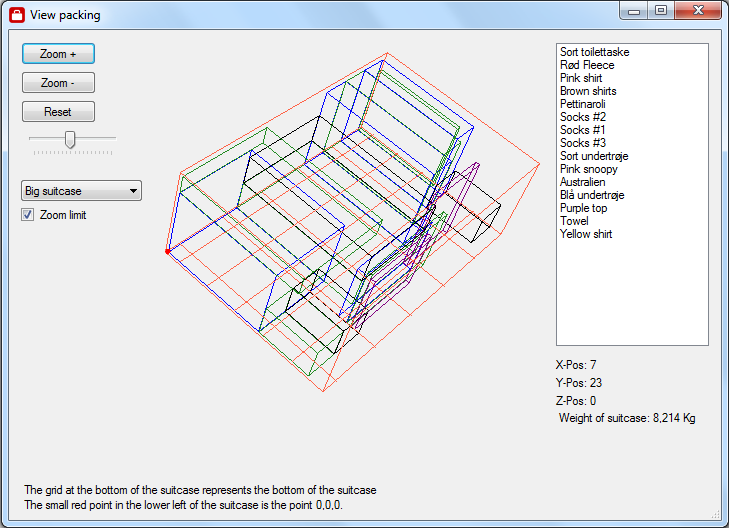 View packing
Zoom +
Zoom -
Reset
Big suitcase
Zoom limit
Sort toilettaske
Rød Fleece
Pink shirt
Brown shirts
Pettinaroli
Socks #2
Socks #1
Socks #3
Sort undertrøje
Pink snoopy
Australien
Blå undertrøje
Purple top
Towel
Yellow shirt
X-Pos: 7
Y-Pos: 23
Z-Pos: 0
Weight of suitcase: 8,214 Kg
The grid at the bottom of the suitcase represents the bottom of the suitcase
The small red point in the lower left of the suitcase is the point 0,0,0.